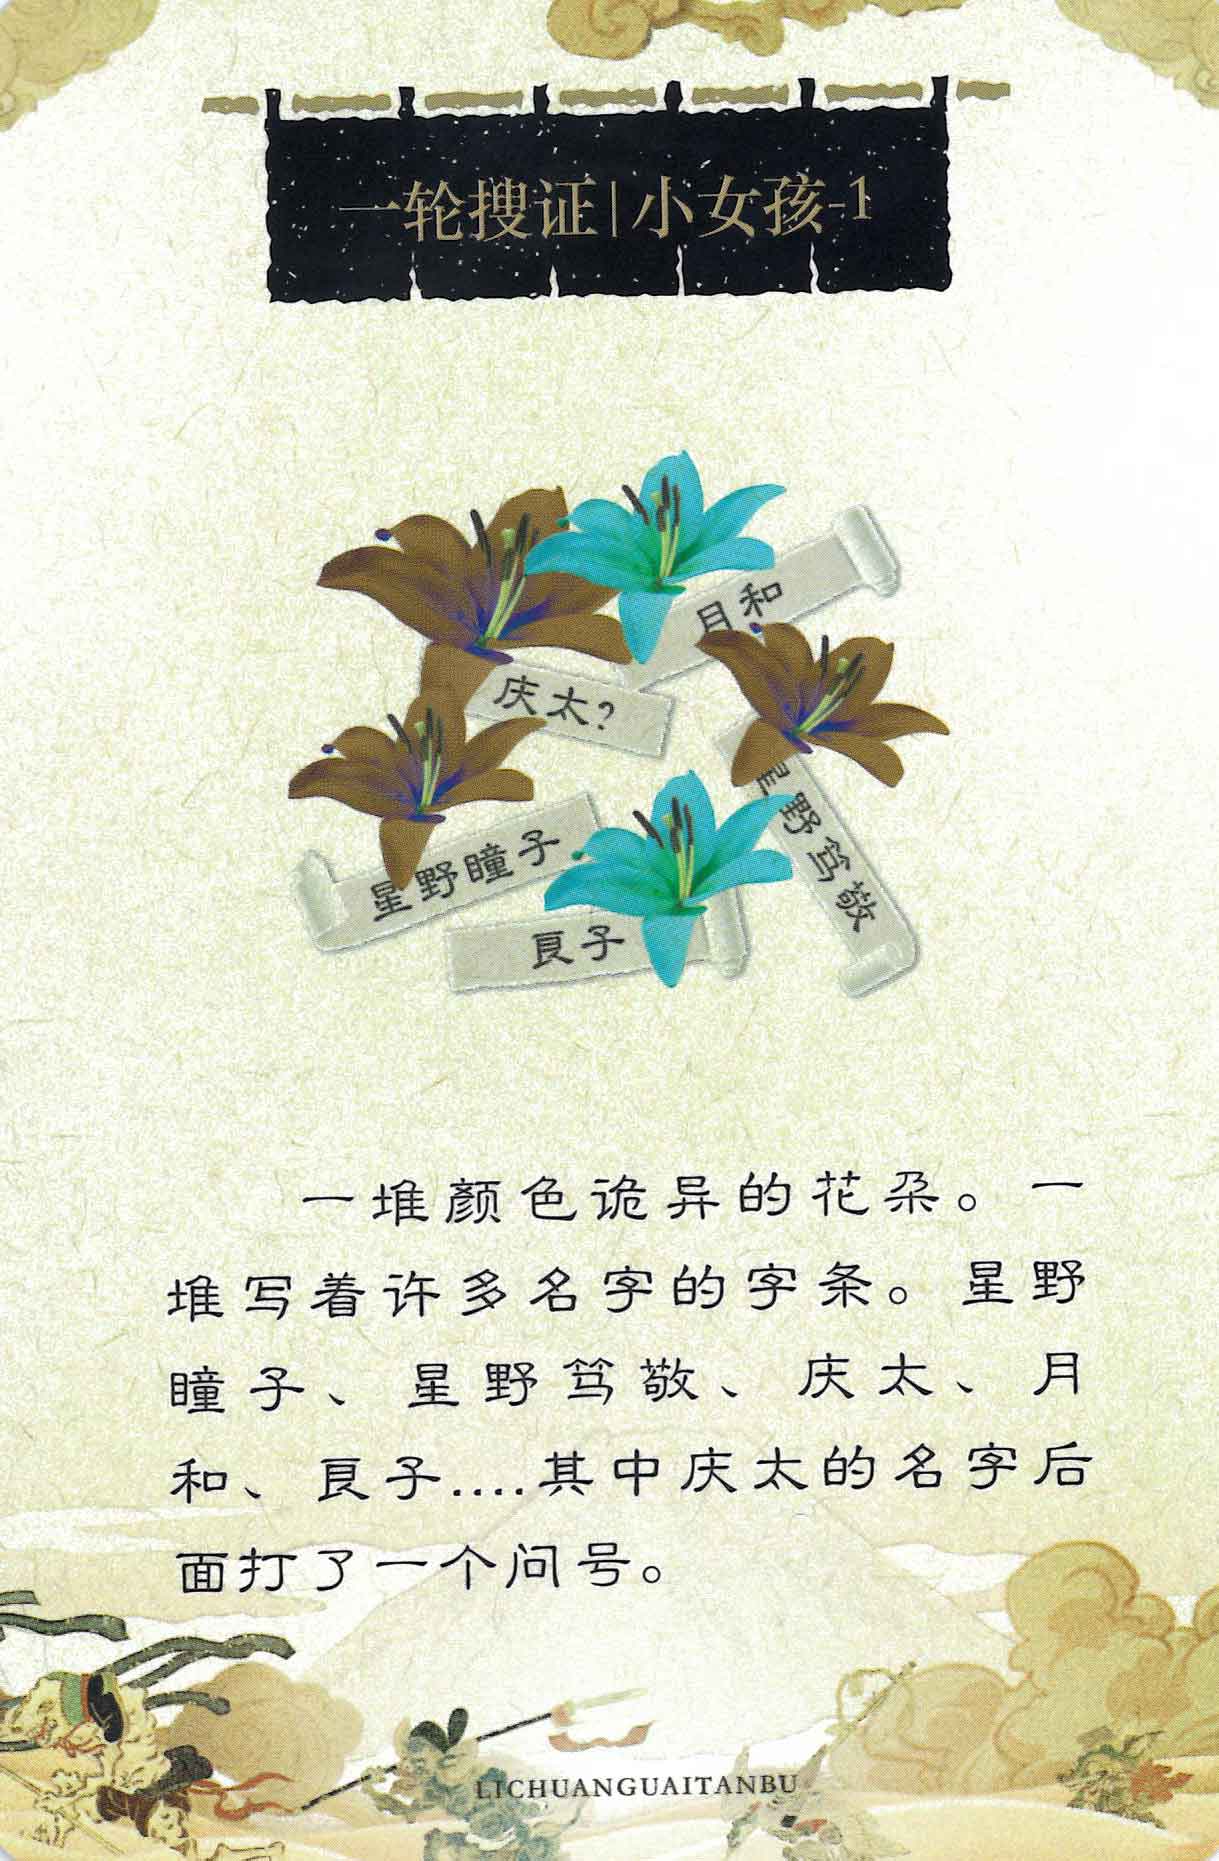 一轮搜证|小女孩-1
月和
庆太?
星野笃敬
星野瞳子
良子
一堆颜色诡异的花朵。一
堆写着许多名字的字条。星野
瞳子、星野笃敬、庆太、月
和、良子....其中庆太的名字后
面打了一个问号。
LICHUANGUAITANBU